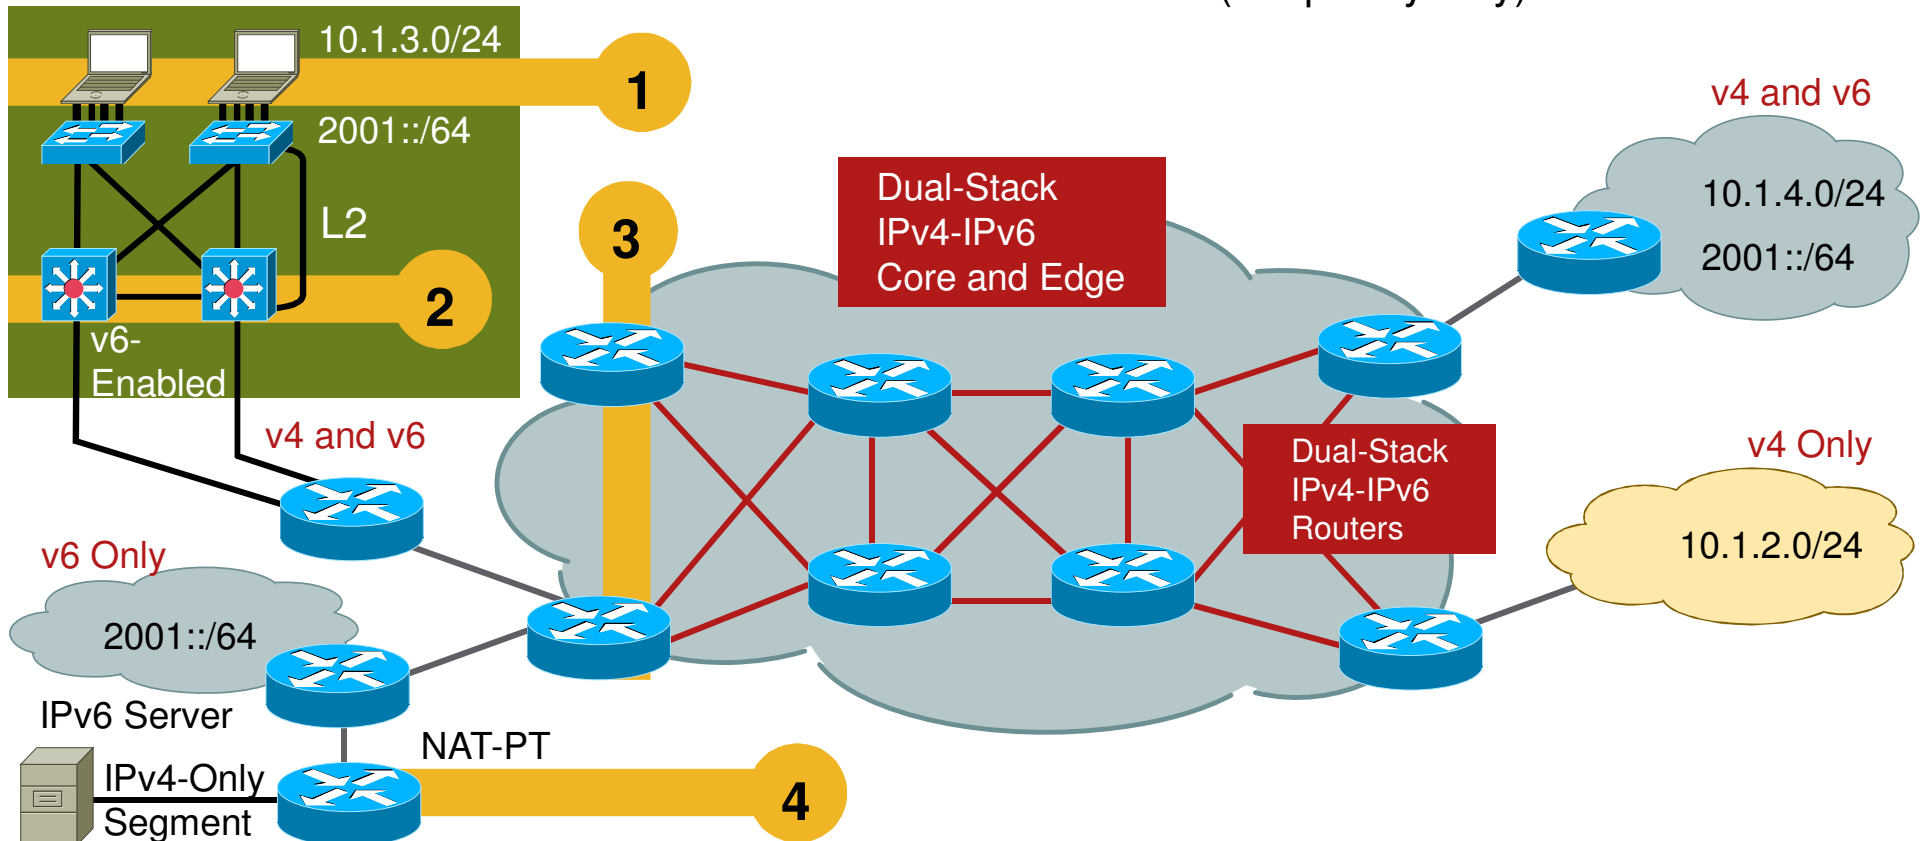 10.1.3.0/24
1
2001::/64
L2
2
v6-
Enabled
3
Dual-Stack
IPv4-IPv6
Core and Edge
v4 and v6
10.1.4.0/24
2001::/64
v4 and v6
Dual-Stack
IPv4-IPv6
Routers
v4 Only
10.1.2.0/24
v6 Only
2001::/64
IPv6 Server
NAT-PT
IPv4-Only
Segment
4